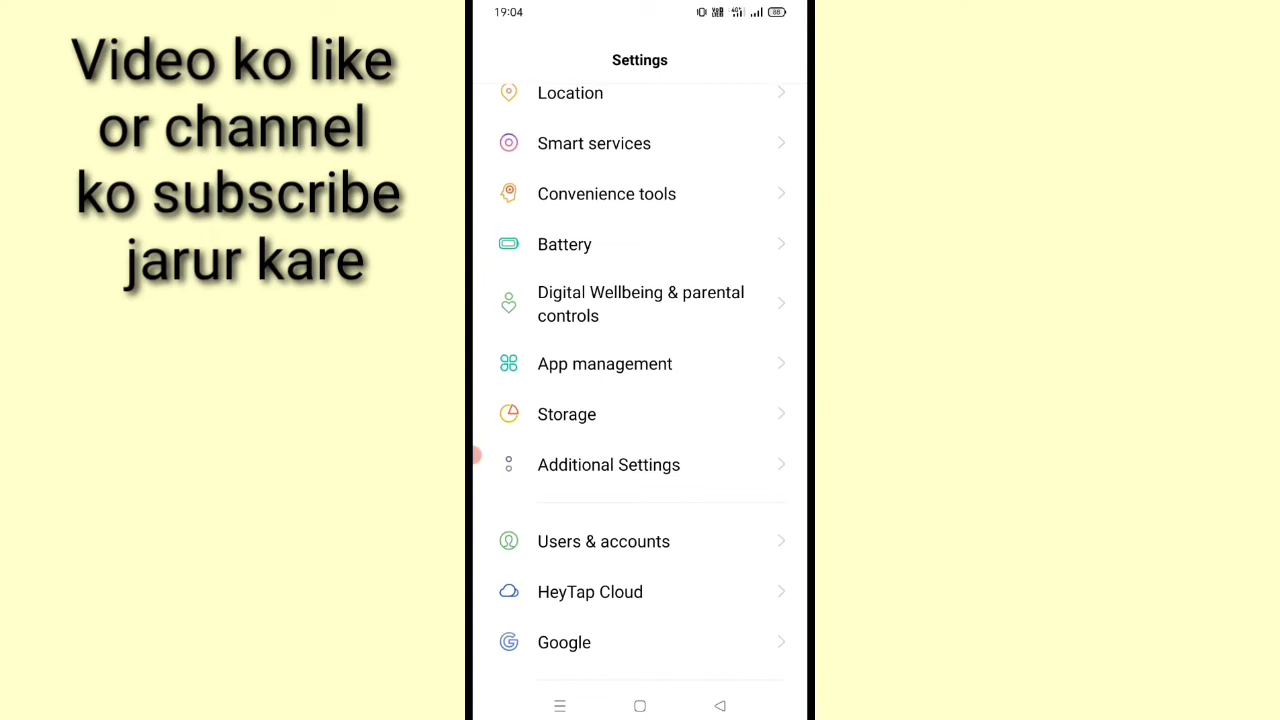 Video ko like
or channel
ko subscribe
jarur kare
19:04
88
Settings
Location
Smart services
Convenience tools
Battery
Digital Wellbeing & parental
controls
App management
Storage
Additional Settings
Users & accounts
HeyTap Cloud
Google